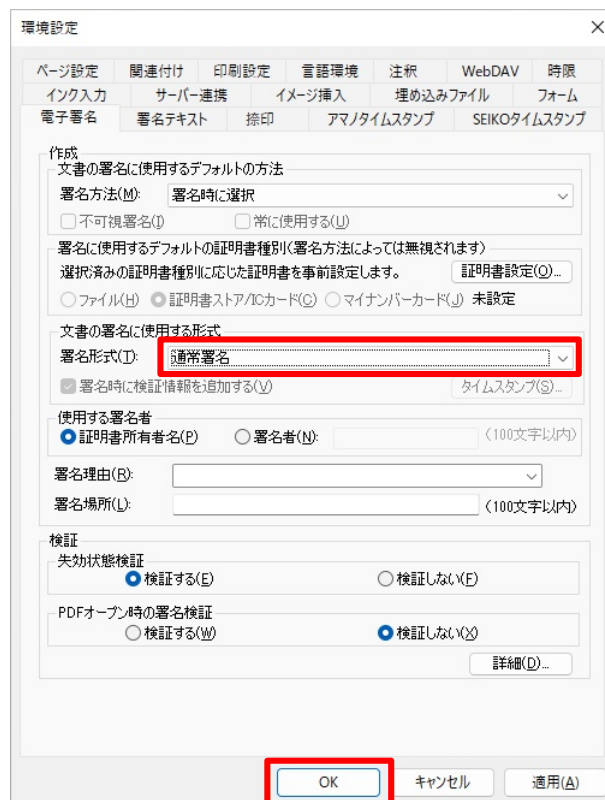 環境設定
ページ設定 関連付け 印刷設定 言語環境 注釈 WebDAV 時限
インク入力 サーバー連携 イメージ挿入 埋め込みファイル フォーム
電子署名 署名テキスト 捺印 アマノタイムスタンプ SEIKOタイムスタンプ
作成
文書の署名に使用するデフォルトの方法
署名方法(M): 署名時に選択
不可視署名(I) 常に使用する(U)
署名に使用するデフォルトの証明書種別(署名方法によっては無視されます)
選択済みの証明書種別に応じた証明書を事前設定します。 証明書設定(O)...
ファイル(H) 証明書ストア/ICカード(C) マイナンバーカード(J) 未設定
文書の署名に使用する形式
署名形式(T): 通常署名
署名時に検証情報を追加する(V) タイムスタンプ(S)...
使用する署名者
証明書所有者名(P) 署名者(N): (100文字以内)
署名理由(R):
署名場所(L): (100文字以内)
検証
失効状態検証
検証する(E) 検証しない(F)
PDFオープン時の署名検証
検証する(W) 検証しない(X)
詳細(D)...
OK キャンセル 適用(A)